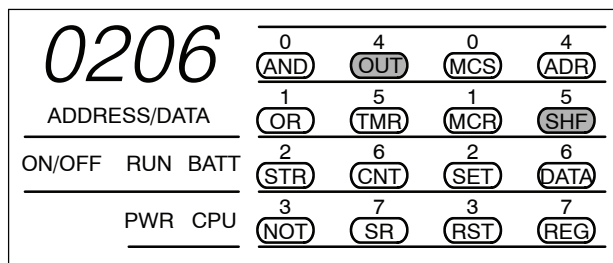 0206
ADDRESS/DATA
ON/OFF RUN BATT
PWR CPU
0 4 0 4
AND OUT MCS ADR
1 5 1 5
OR TMR MCR SHF
2 6 2 6
STR CNT SET DATA
3 7 3 7
NOT SR RST REG